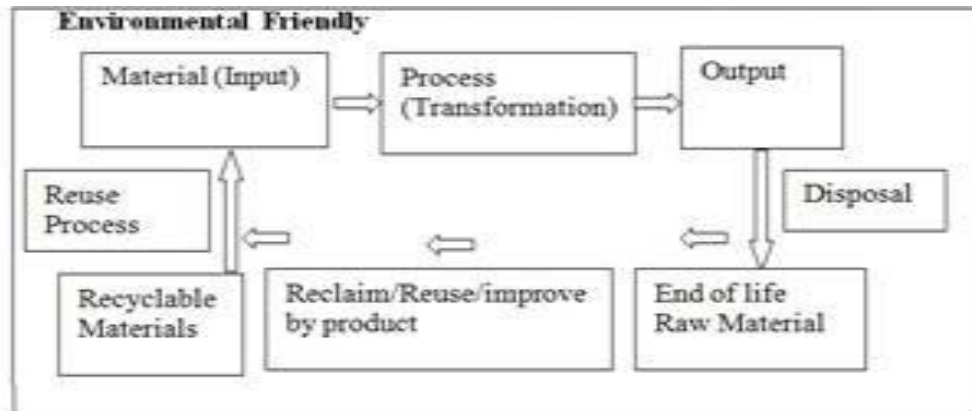 Environmental Friendly
Material (Input)
Process
(Transformation)
Output
Reuse
Process
Disposal
Recyclable
Materials
Reclaim/Reuse/improve
by product
End of life
Raw Material